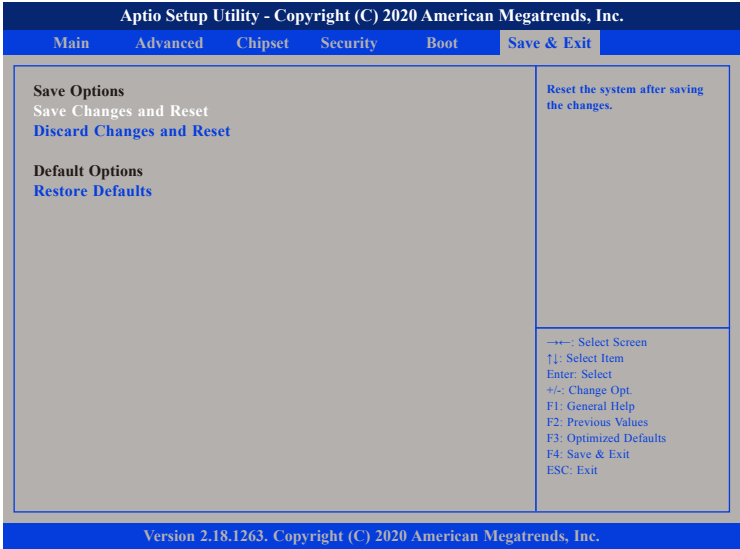 Aptio Setup Utility - Copyright (C) 2020 American Megatrends, Inc.
Main Advanced Chipset Security Boot Save & Exit
Save Options
Save Changes and Reset
Discard Changes and Reset
Default Options
Restore Defaults
Reset the system after saving
the changes.
→←: Select Screen
↑↓: Select Item
Enter: Select
+/-: Change Opt.
F1: General Help
F2: Previous Values
F3: Optimized Defaults
F4: Save & Exit
ESC: Exit
Version 2.18.1263. Copyright (C) 2020 American Megatrends, Inc.